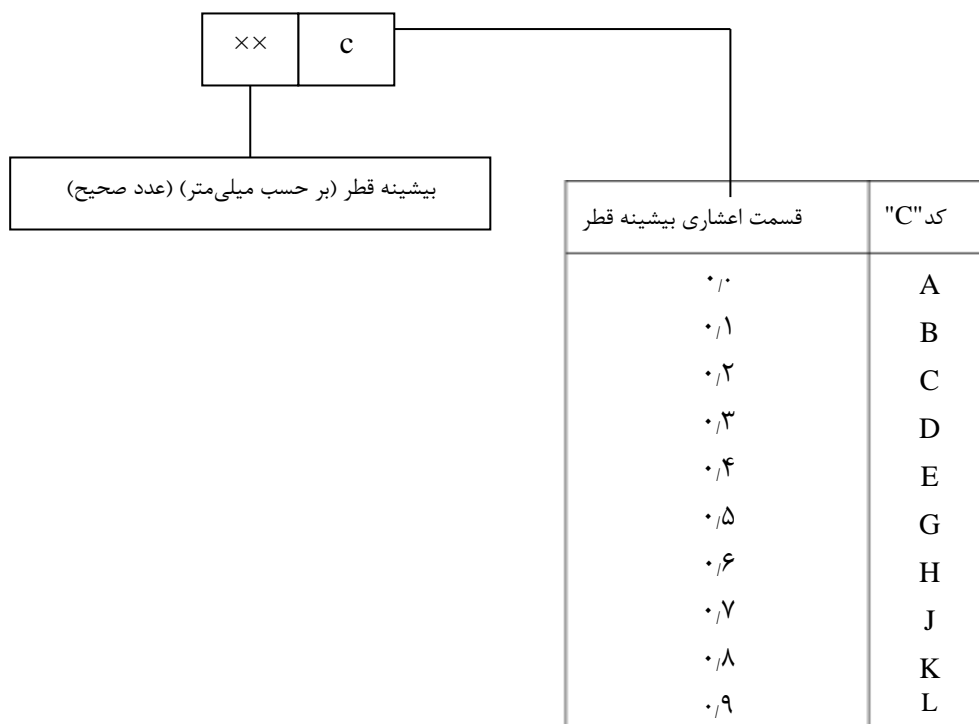 ×× c
بیشینه قطر (بر حسب میلی‌متر) (عدد صحیح)
کد"C" قسمت اعشاری بیشینه قطر
A ۰/۰
B ۰/۱
C ۰/۲
D ۰/۳
E ۰/۴
G ۰/۵
H ۰/۶
J ۰/۷
K ۰/۸
L ۰/۹